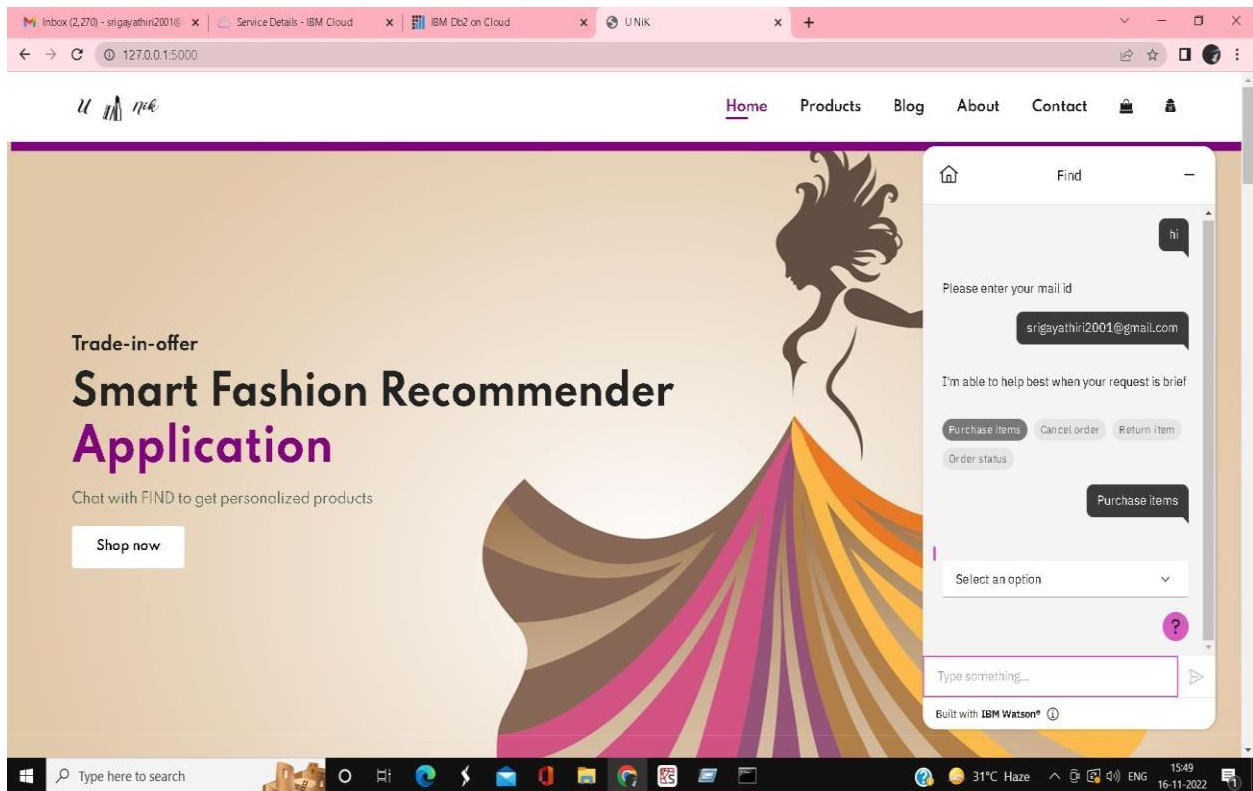 Inbox (2,270) - srigayathiri2001@
Service Details - IBM Cloud
IBM Db2 on Cloud
UNiK
127.0.0.1:5000
U nik
Home Products Blog About Contact
Trade-in-offer
Smart Fashion Recommender
Application
Chat with FIND to get personalized products
Shop now
Find
hi
Please enter your mail id
srigayathiri2001@gmail.com
I'm able to help best when your request is brief
Purchase items Cancel order Return item
Order status
Purchase items
Select an option
?
Type something...
Built with IBM Watson®
Type here to search
31°C Haze
ENG
15:49
16-11-2022